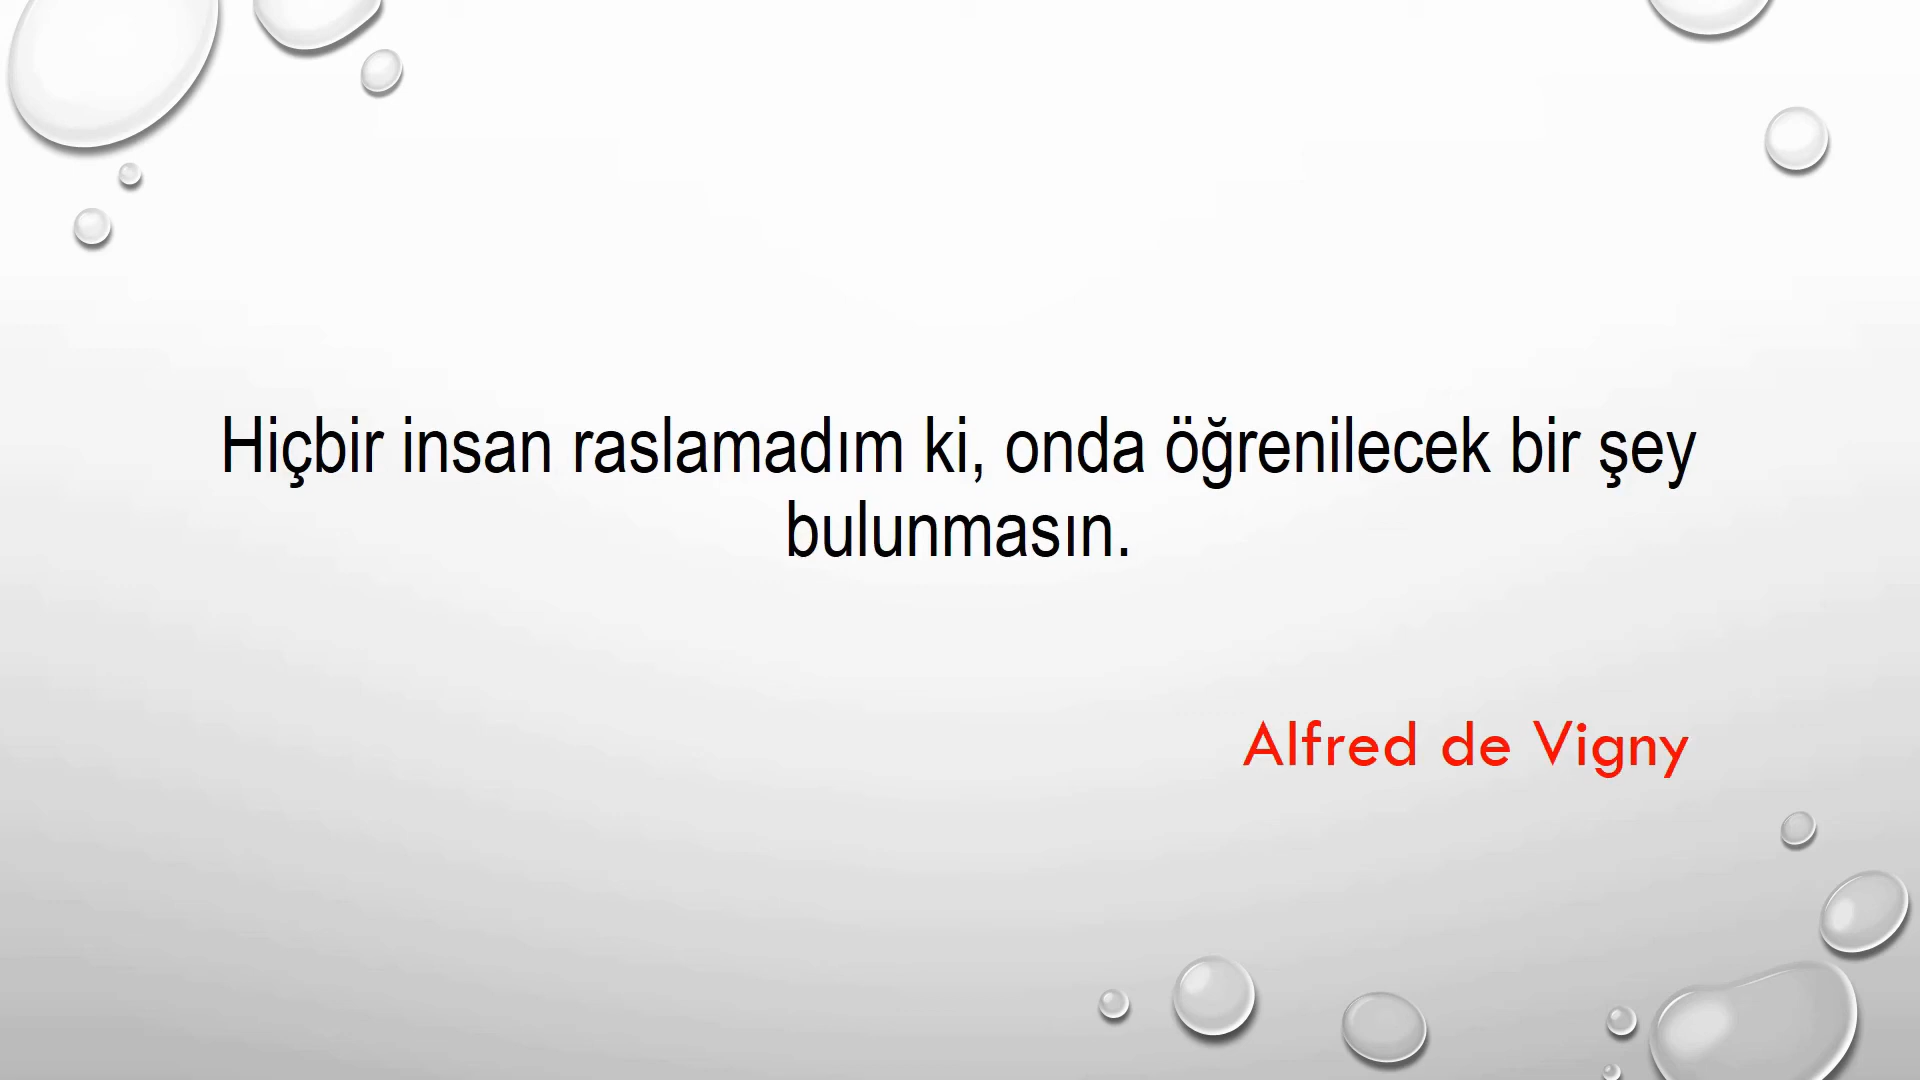 Hiçbir insan raslamadım ki, onda öğrenilecek bir şey
bulunmasın.
Alfred de Vigny